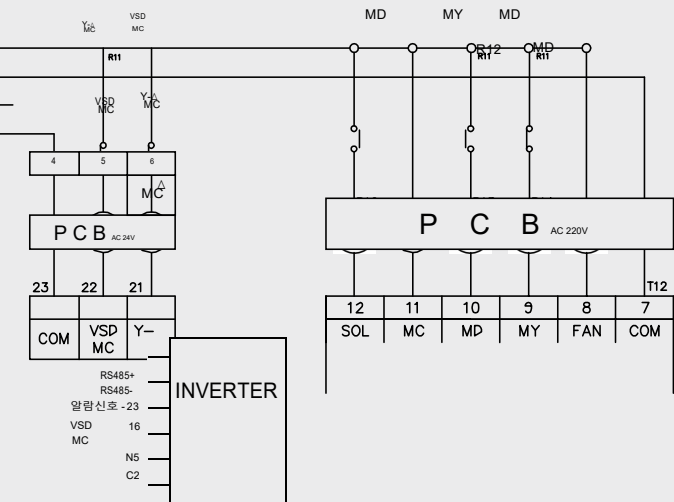 MD MY MD
Y-△ VSD
MC MC
R12 MD
R11 R11 R11
VSD Y-△
MC MC
4 5 6
△
MC
P C B AC 24V
P C B AC 220V
23 22 21
T12
12 11 10 9 8 7
SOL MC MD MY FAN COM
COM VSD Y-
MC
RS485+
RS485-
알람신호 - 23
VSD 16
MC
N5
C2
INVERTER